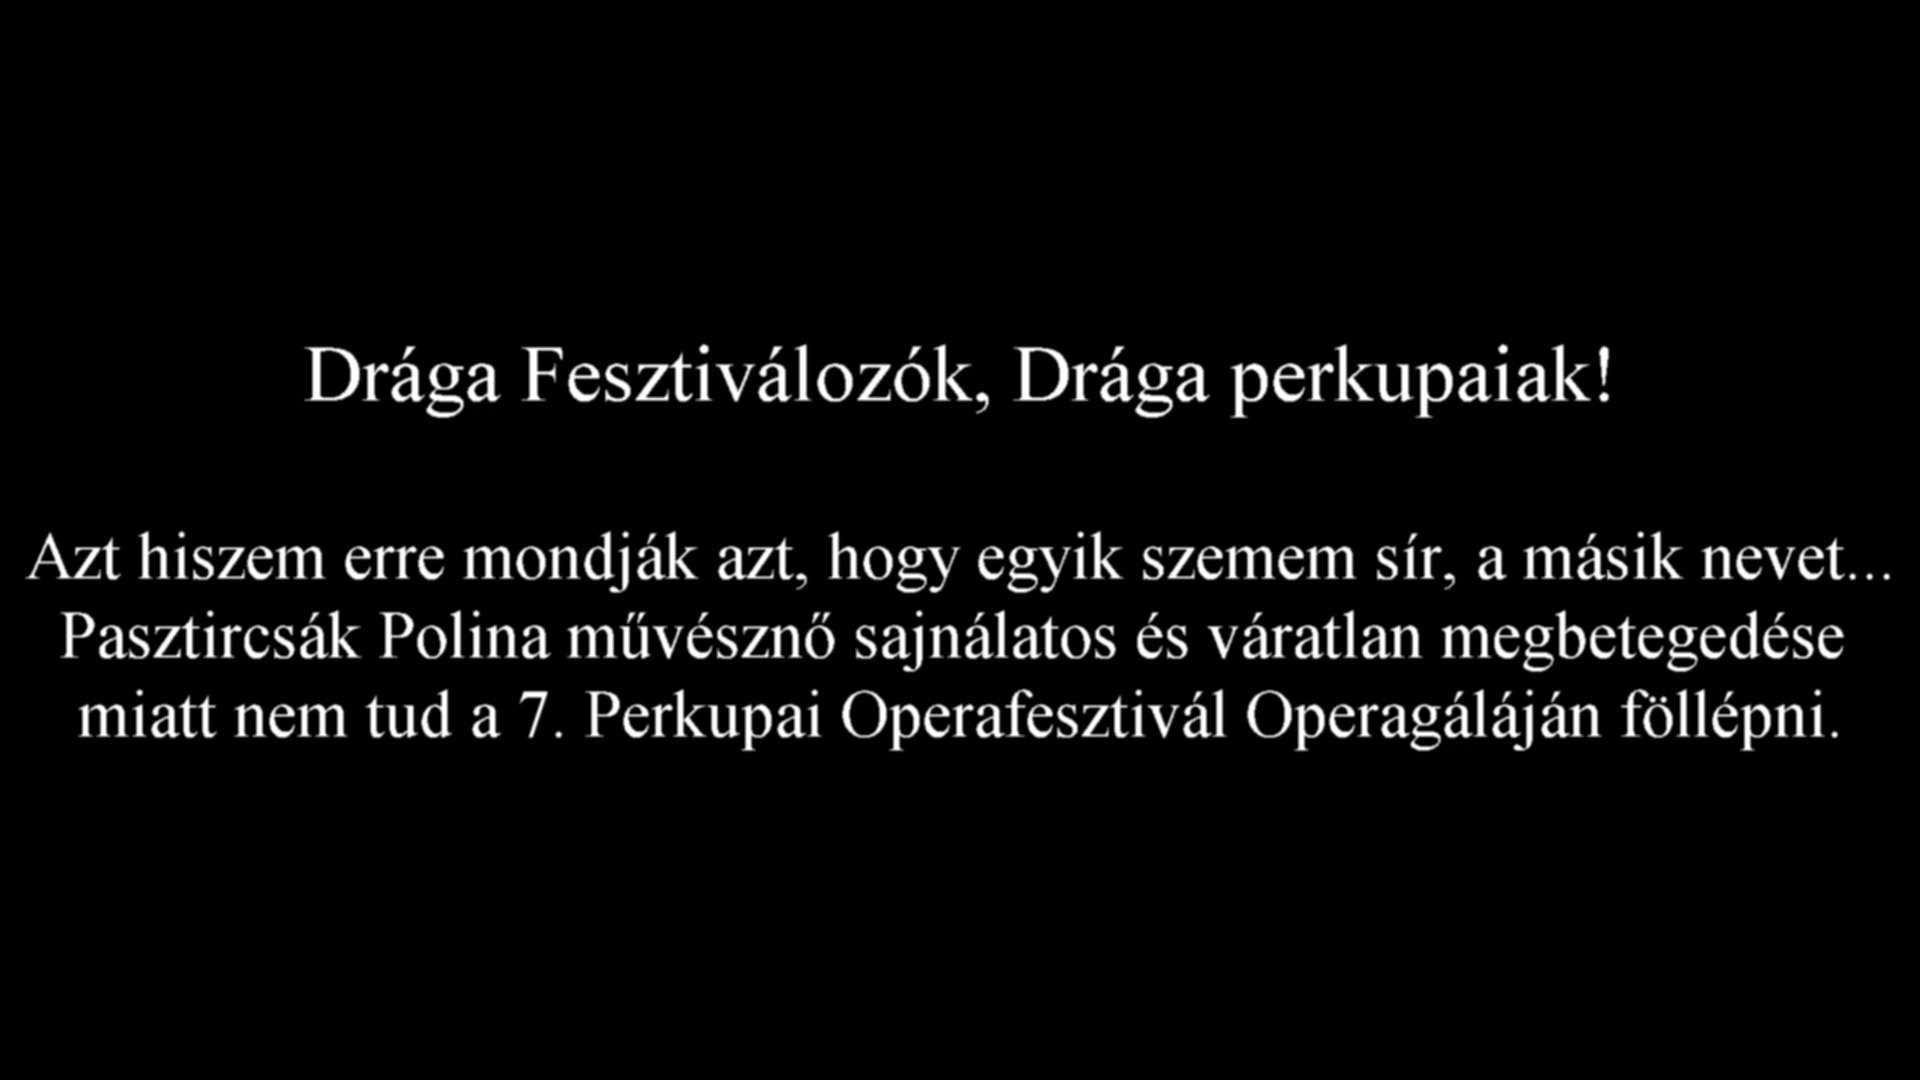 Drága Fesztiválozók, Drága perkupaiak!
Azt hiszem erre mondják azt, hogy egyik szemem sír, a másik nevet...
Pasztircsák Polina művésznő sajnálatos és váratlan megbetegedése
miatt nem tud a 7. Perkupai Operafesztivál Operagáláján föllépni.